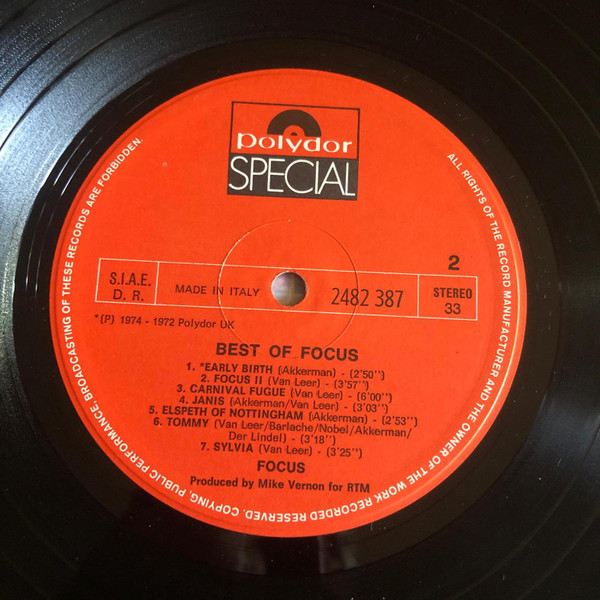 polydor
SPECIAL
2
S.I.A.E.
D. R.
MADE IN ITALY
2482 387
STEREO
33
*(P) 1974 - 1972 Polydor UK
BEST OF FOCUS
1. *EARLY BIRTH (Akkerman) - (2'50'')
2. FOCUS II (Van Leer) - (3'57'')
3. CARNIVAL FUGUE (Van Leer) - (6'00'')
4. JANIS (Akkerman/Van Leer) - (3'03'')
5. ELSPETH OF NOTTINGHAM (Akkerman) - (2'53'')
6. TOMMY (Van Leer/Barlache/Nobel/Akkerman/
Der Lindel) - (3'18'')
7. SYLVIA (Van Leer) - (3'25'')
FOCUS
Produced by Mike Vernon for RTM
ALL RIGHTS OF THE RECORD MANUFACTURER AND THE OWNER OF THE WORK RECORDED RESERVED. COPYING, PUBLIC PERFORMANCE, BROADCASTING OF THESE RECORDS ARE FORBIDDEN.